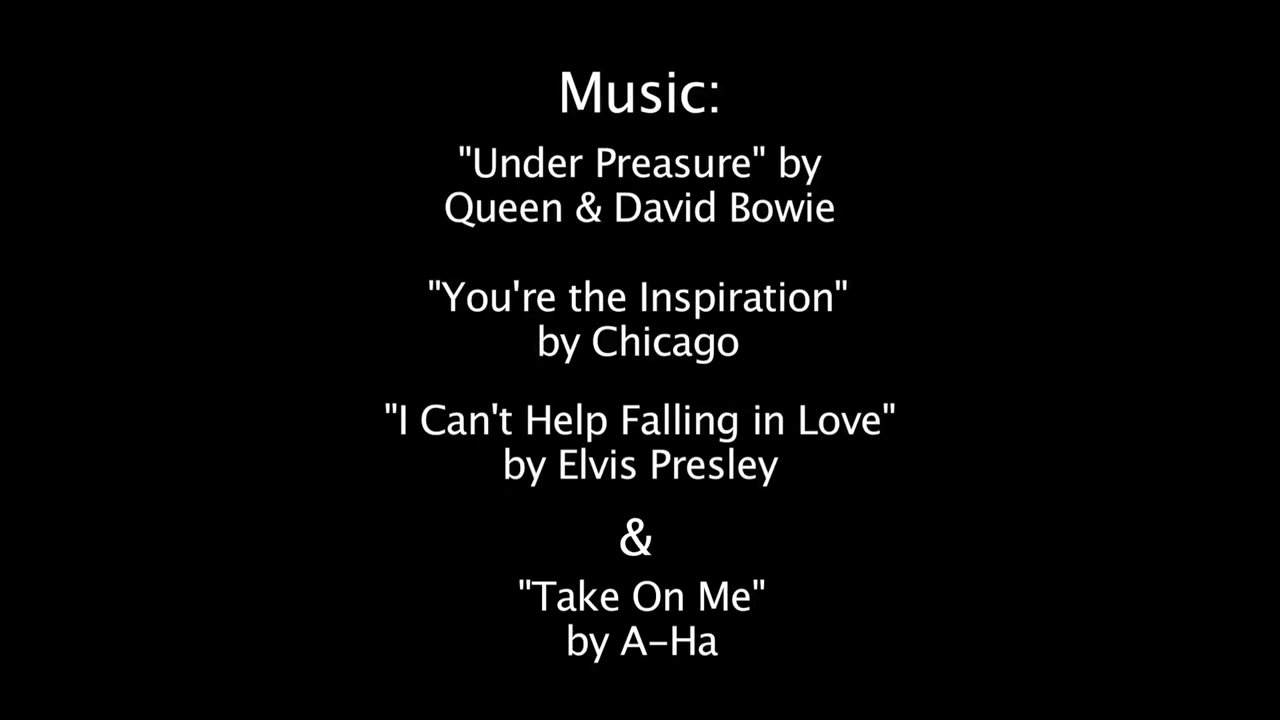 Music:
"Under Preasure" by
Queen & David Bowie
"You're the Inspiration"
by Chicago
"I Can't Help Falling in Love"
by Elvis Presley
&
"Take On Me"
by A-Ha